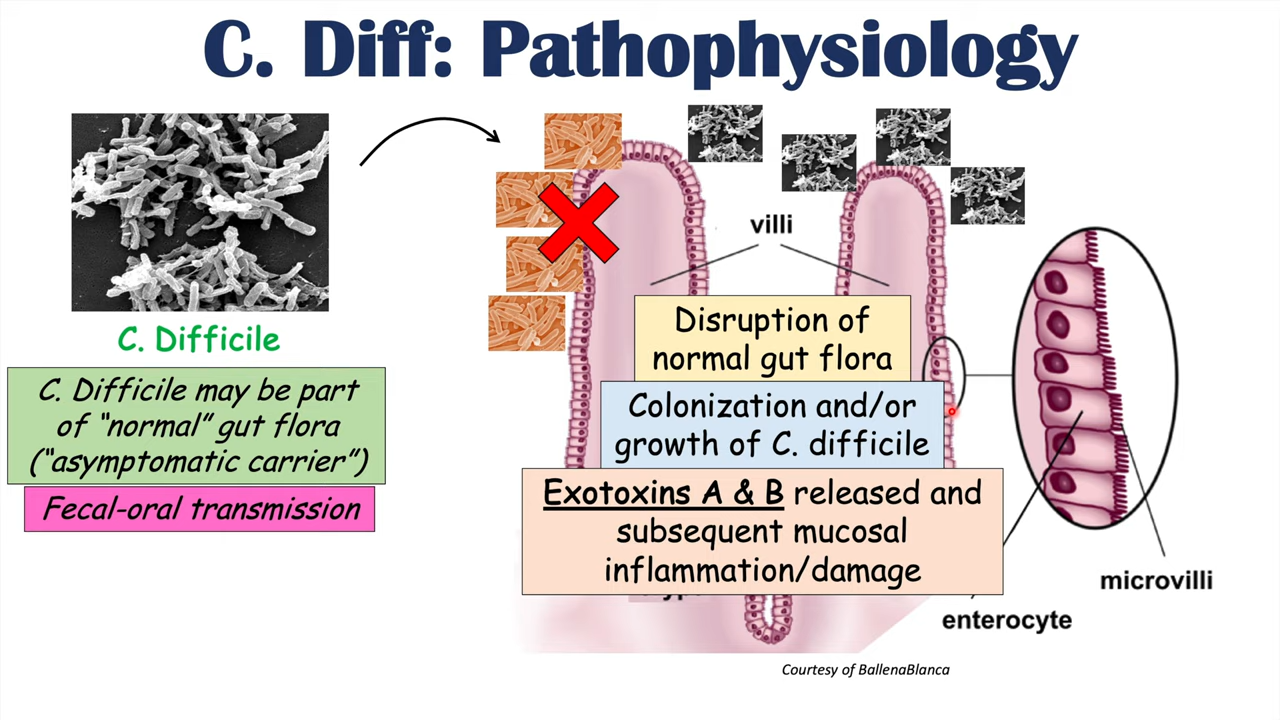 C. Diff: Pathophysiology
C. Difficile
C. Difficile may be part
of “normal” gut flora
(“asymptomatic carrier”)
Fecal-oral transmission
villi
Disruption of
normal gut flora
Colonization and/or
growth of C. difficile
Exotoxins A & B released and
subsequent mucosal
inflammation/damage
microvilli
enterocyte
Courtesy of BallenaBlanca